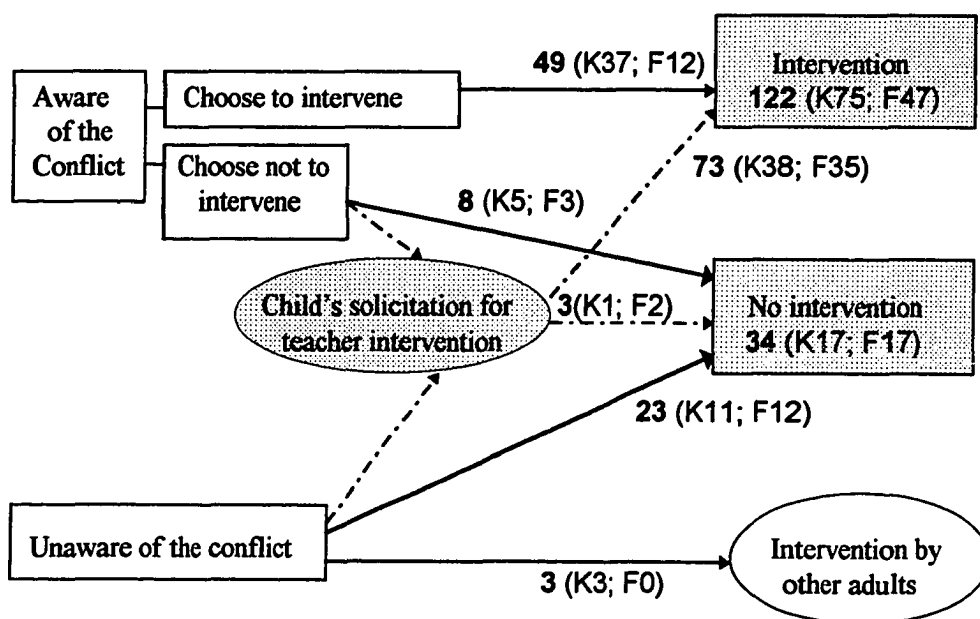 49 (K37; F12)
Intervention
122 (K75; F47)
Aware
of the
Conflict
Choose to intervene
Choose not to
intervene
73 (K38; F35)
8 (K5; F3)
Child's solicitation for
teacher intervention
3(K1; F2)
No intervention
34 (K17; F17)
23 (K11; F12)
Unaware of the conflict
3 (K3; F0)
Intervention by
other adults